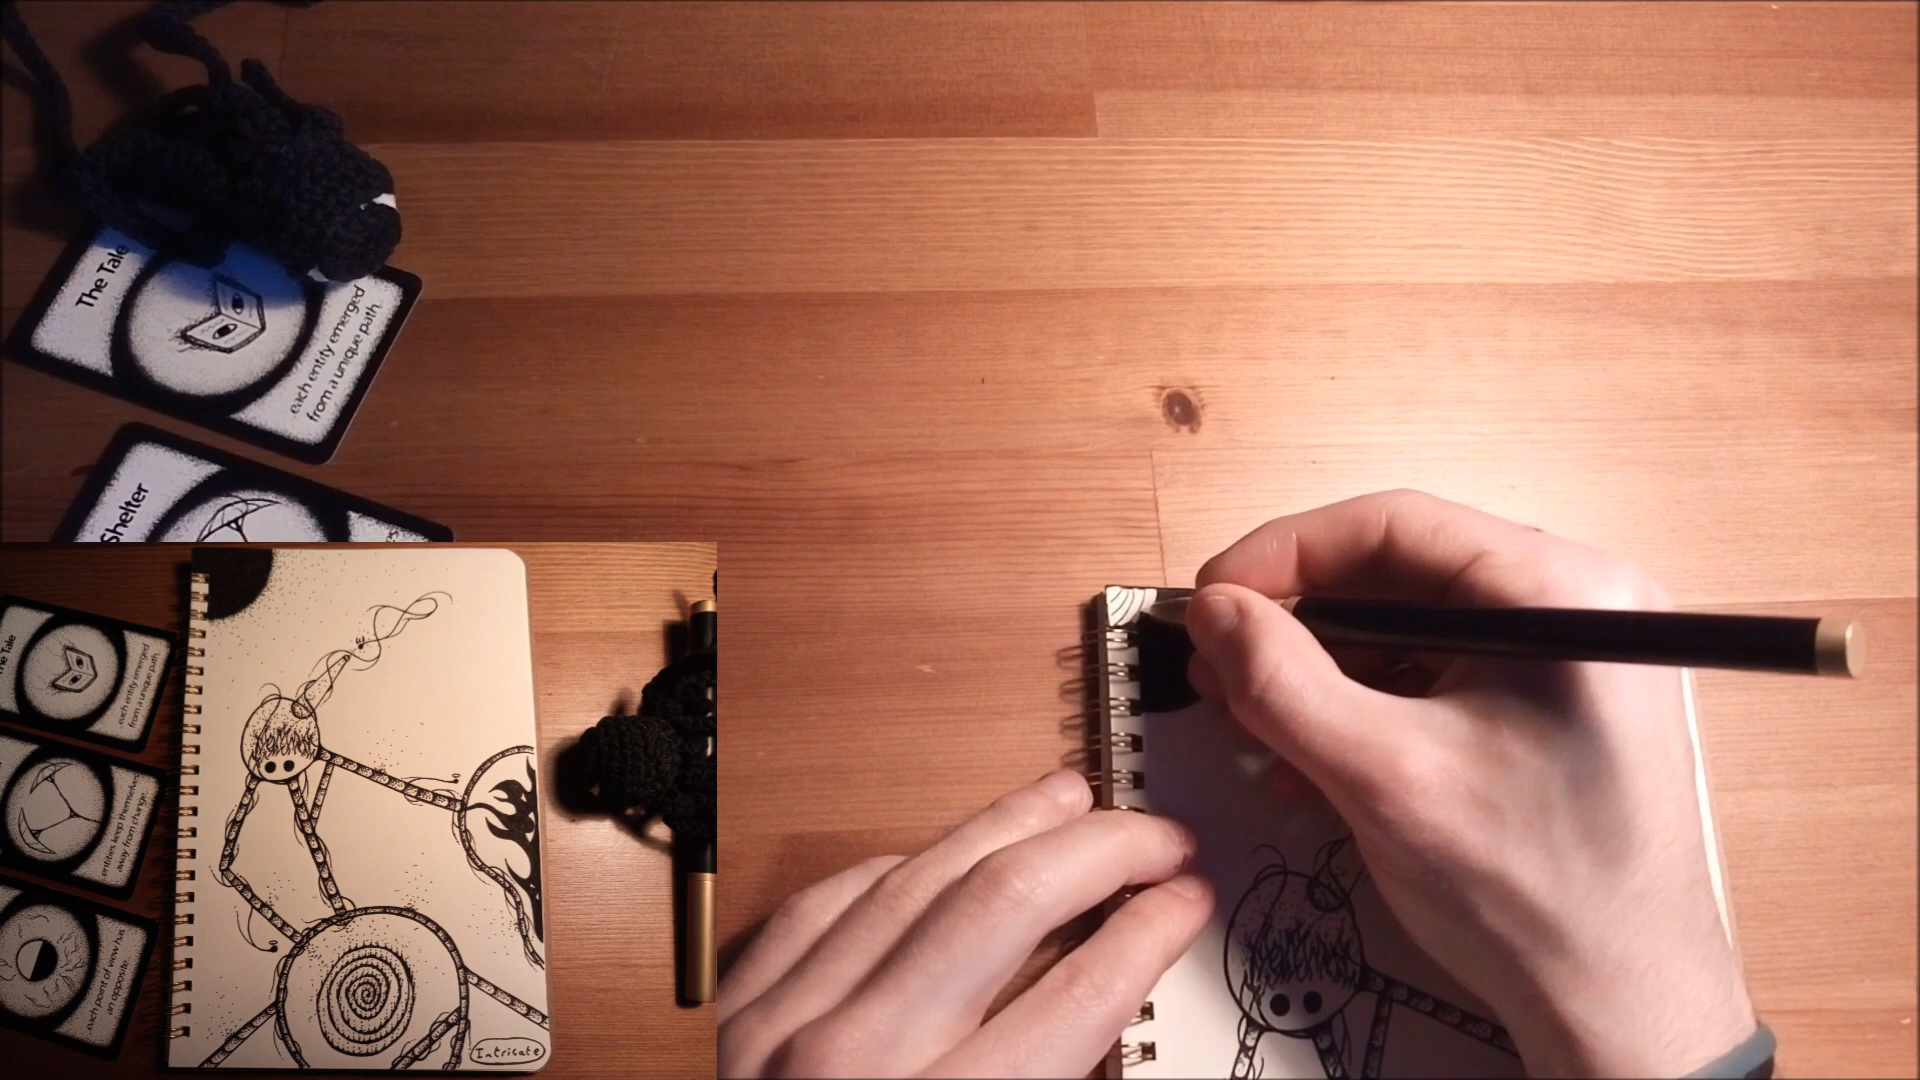 The Tale
each entity emerged
from a unique path.
Shelter
The Tale
each entity emerged
from a unique path.
entities keep themselves
away from change.
each point of view has
an opposite.
Intricate